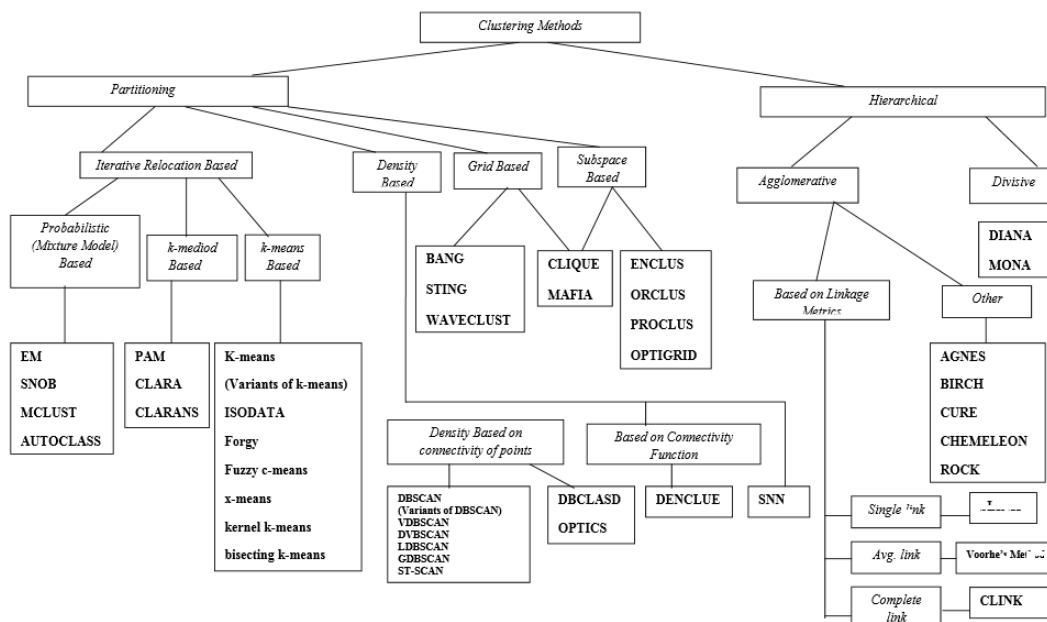 Clustering Methods
Partitioning
Hierarchical
Iterative Relocation Based
Density
Based
Grid Based
Subspace
Based
Agglomerative
Divisive
Probabilistic
(Mixture Model)
Based
k-mediod
Based
k-means
Based
BANG
STING
WAVECLUST
CLIQUE
MAFIA
ENCLUS
ORCLUS
PROCLUS
OPTIGRID
DIANA
MONA
Based on Linkage
Metrics
Other
EM
SNOB
MCLUST
AUTOCLASS
PAM
CLARA
CLARANS
K-means
(Variants of k-means)
ISODATA
Forgy
Fuzzy c-means
x-means
kernel k-means
bisecting k-means
AGNES
BIRCH
CURE
CHEMELEON
ROCK
Density Based on
connectivity of points
Based on Connectivity
Function
DBSCAN
(Variants of DBSCAN)
VDBSCAN
DVBSCAN
LDBSCAN
GDBSCAN
ST-SCAN
DBCLASD
OPTICS
DENCLUE
SNN
Single link
Avg. link
Voorhe's
Complete
link
CLINK